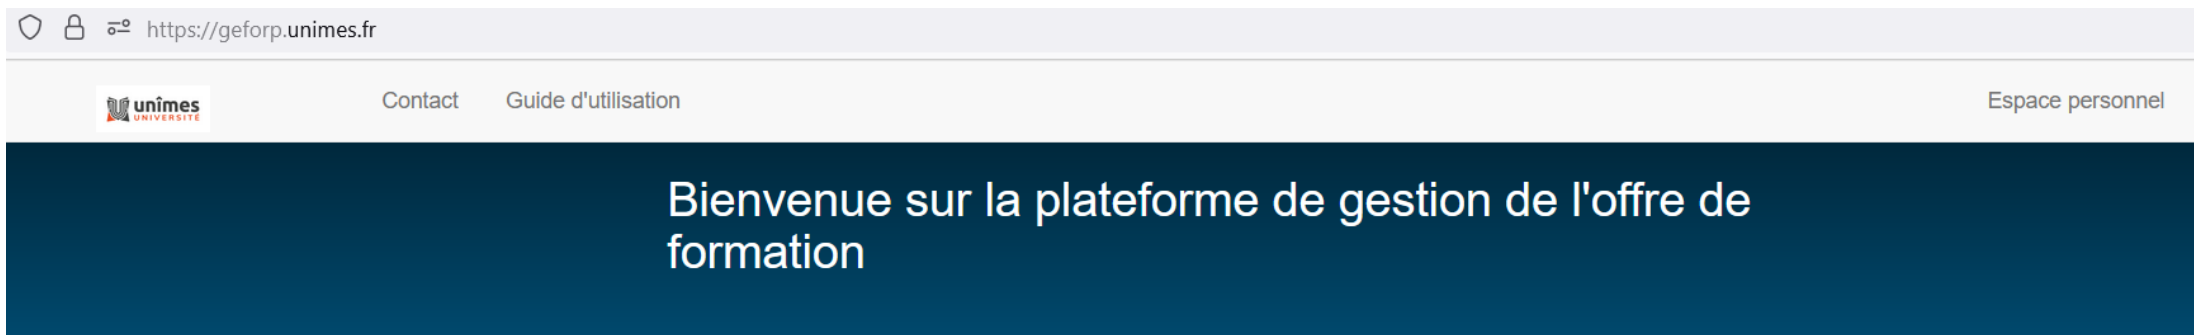 https://geforp.unimes.fr
unîmes
UNIVERSITÉ
Contact
Guide d'utilisation
Espace personnel
Bienvenue sur la plateforme de gestion de l'offre de
formation